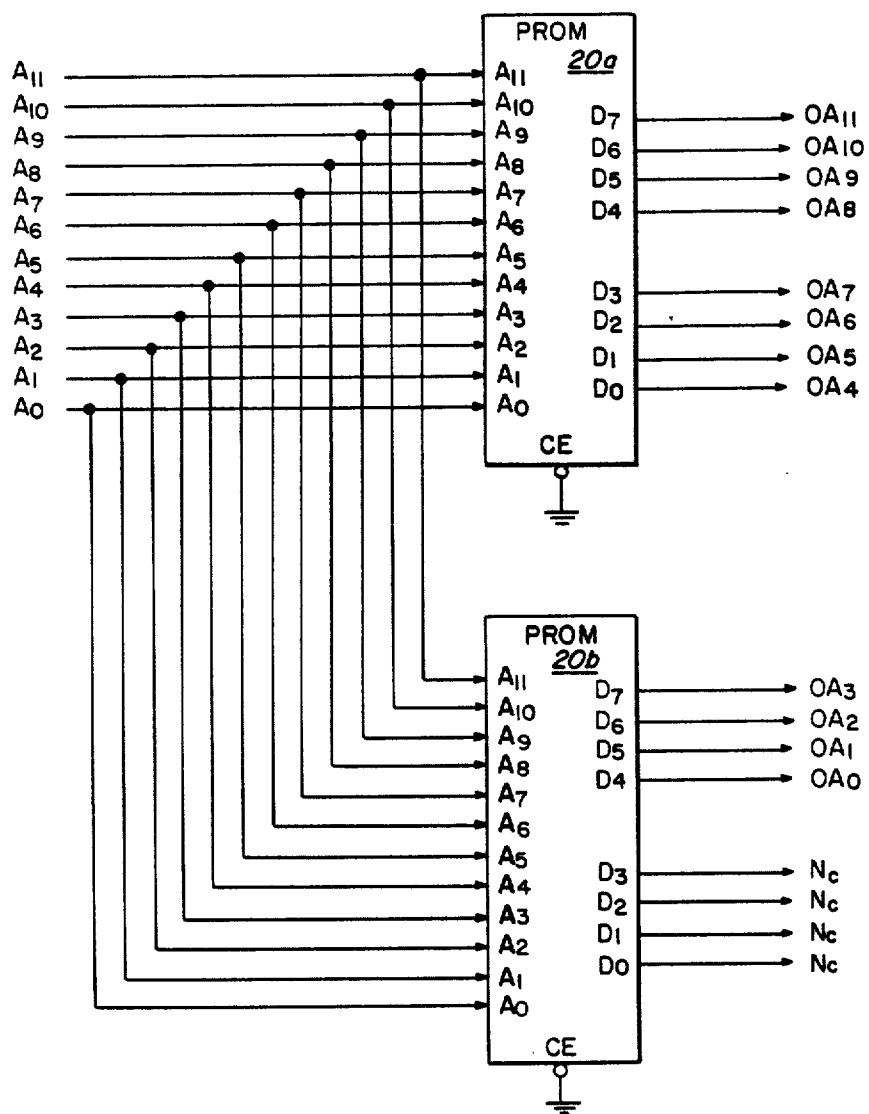 PROM
20a
A11 A11
A10 A10
A9 A9 D7 OA11
A8 A8 D6 OA10
A7 A7 D5 OA9
A6 A6 D4 OA8
A5 A5
A4 A4 D3 OA7
A3 A3 D2 OA6
A2 A2 D1 OA5
A1 A1 D0 OA4
A0 A0
CE
PROM
20b
A11 D7 OA3
A10 D6 OA2
A9 D5 OA1
A8 D4 OA0
A7
A6
A5 D3 Nc
A4 D2 Nc
A3 D1 Nc
A2 D0 Nc
A1
A0
CE